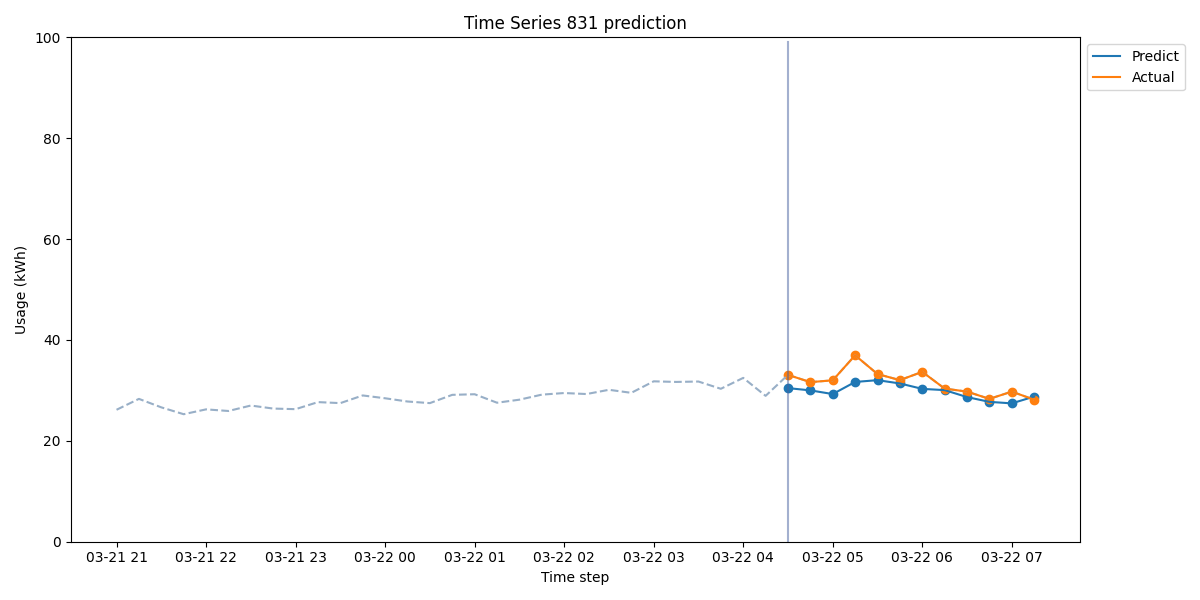 Time Series 831 prediction
Predict
Actual
100
80
60
40
20
0
Usage (kWh)
03-21 21 03-21 22 03-21 23 03-22 00 03-22 01 03-22 02 03-22 03 03-22 04 03-22 05 03-22 06 03-22 07
Time step